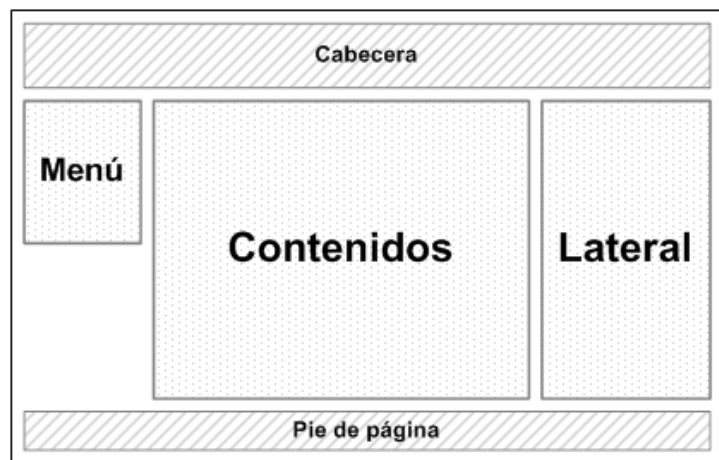 Cabecera
Menú
Contenidos
Lateral
Pie de página